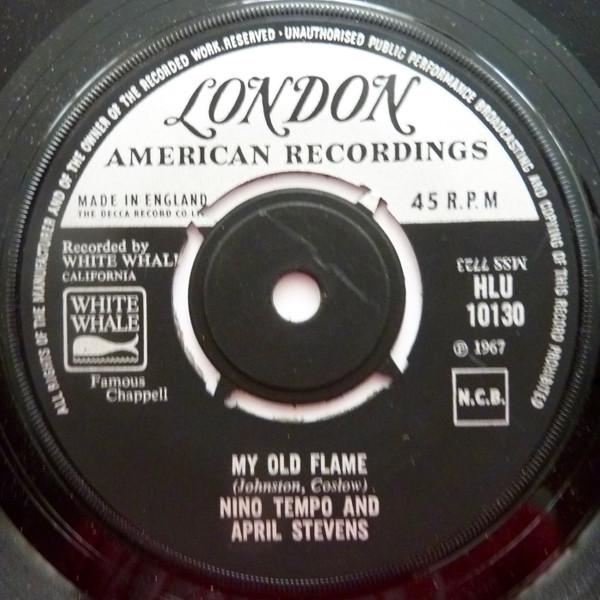 ALL RIGHTS OF THE MANUFACTURER AND OF THE OWNER OF THE RECORDED WORK RESERVED · UNAUTHORISED PUBLIC PERFORMANCE BROADCASTING AND COPYING OF THIS RECORD PROHIBITED
LONDON
AMERICAN RECORDINGS
MADE IN ENGLAND
THE DECCA RECORD CO LT
45 R.P.M
Recorded by
WHITE WHALE
CALIFORNIA
WHITE
WHALE
Famous
Chappell
MSS 7723
HLU
10130
℗ 1967
N.C.B.
MY OLD FLAME
(Johnston, Coslow)
NINO TEMPO AND
APRIL STEVENS